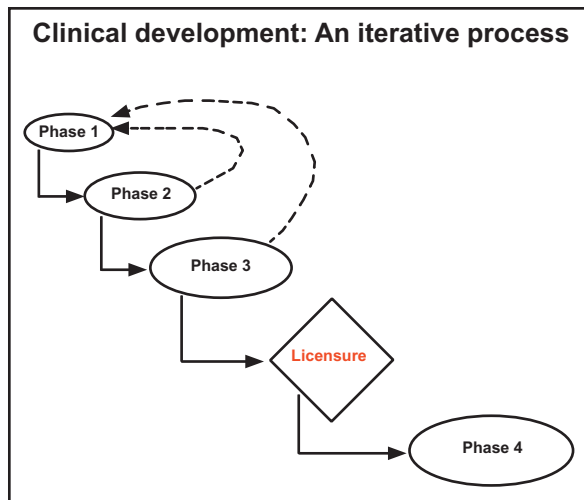 Clinical development: An iterative process
Phase 1
Phase 2
Phase 3
Licensure
Phase 4